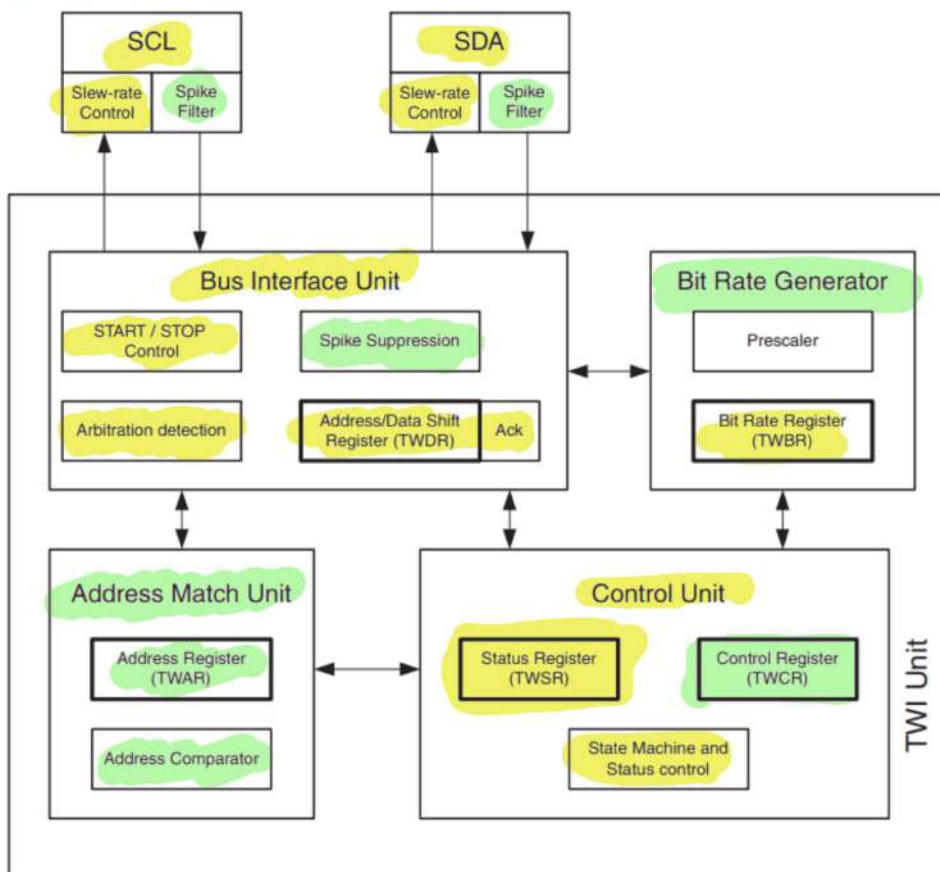 SCL
Slew-rate
Control
Spike
Filter
SDA
Slew-rate
Control
Spike
Filter
Bus Interface Unit
START / STOP
Control
Spike Suppression
Arbitration detection
Address/Data Shift
Register (TWDR)
Ack
Bit Rate Generator
Prescaler
Bit Rate Register
(TWBR)
Address Match Unit
Address Register
(TWAR)
Address Comparator
Control Unit
Status Register
(TWSR)
Control Register
(TWCR)
State Machine and
Status control
TWI Unit